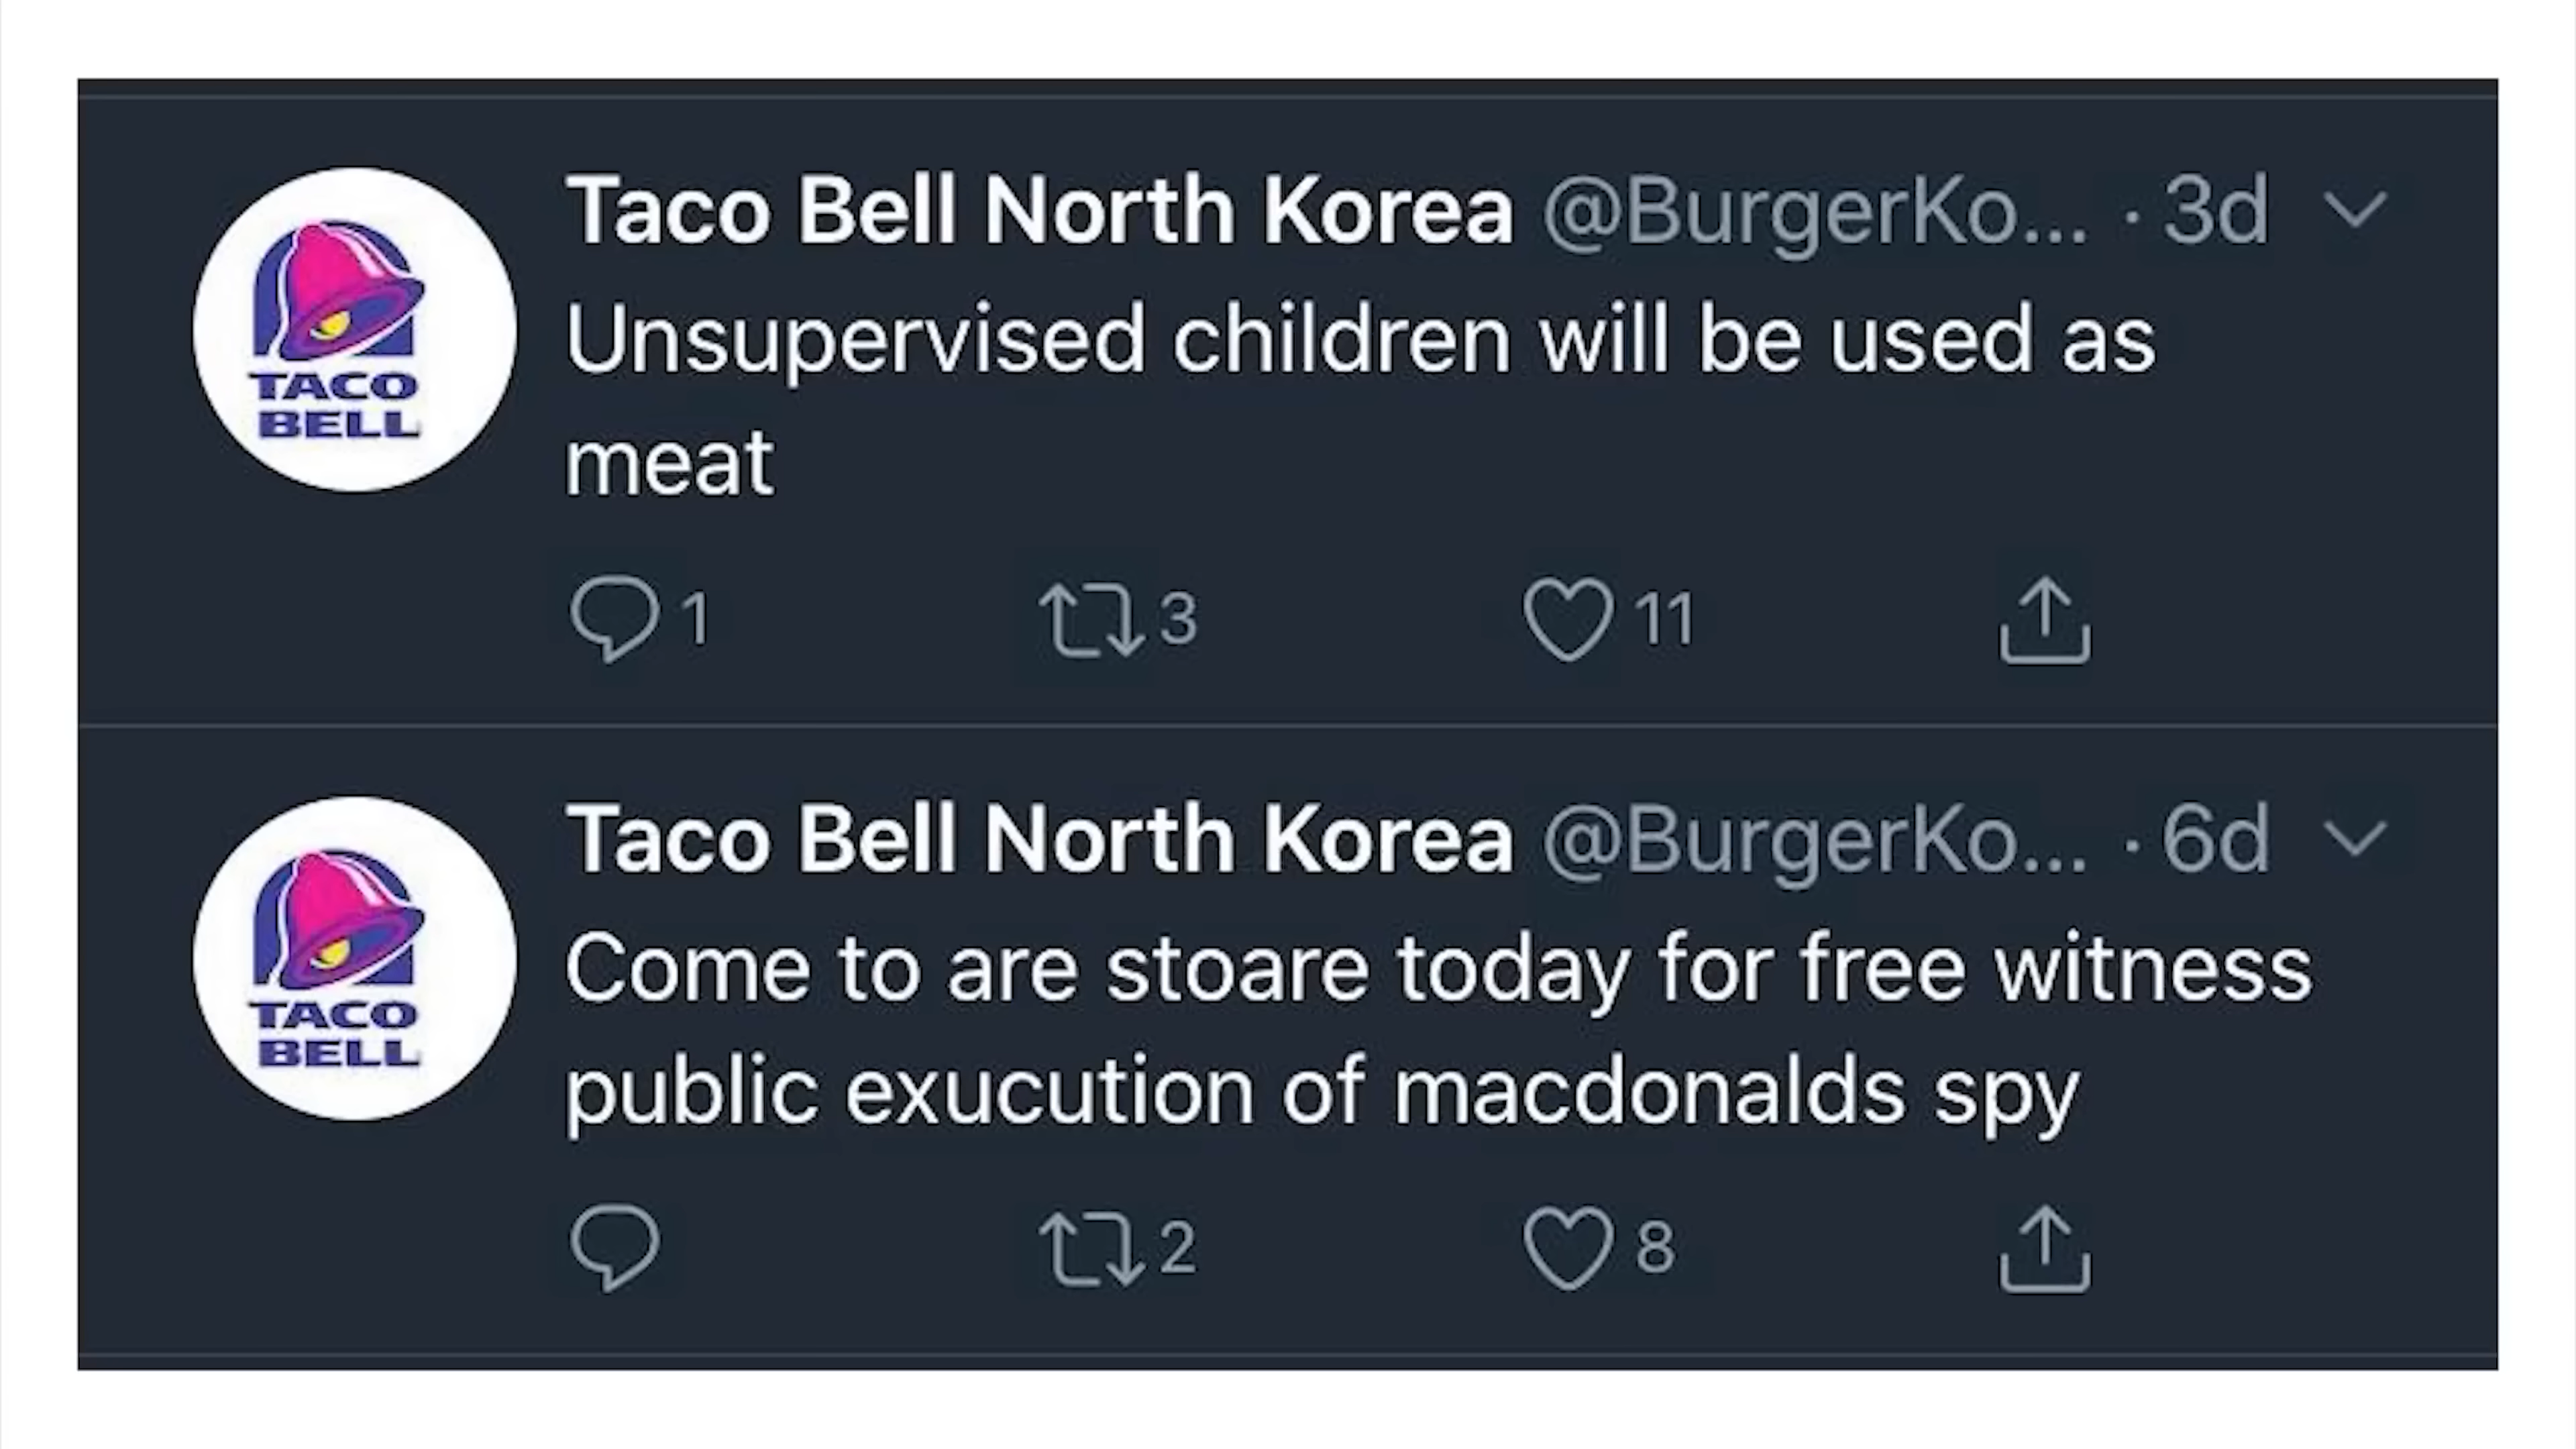 Taco Bell North Korea @BurgerKo... · 3d
Unsupervised children will be used as
meat
1 3 11
TACO
BELL
Taco Bell North Korea @BurgerKo... · 6d
Come to are stoare today for free witness
public exucution of macdonalds spy
2 8
TACO
BELL